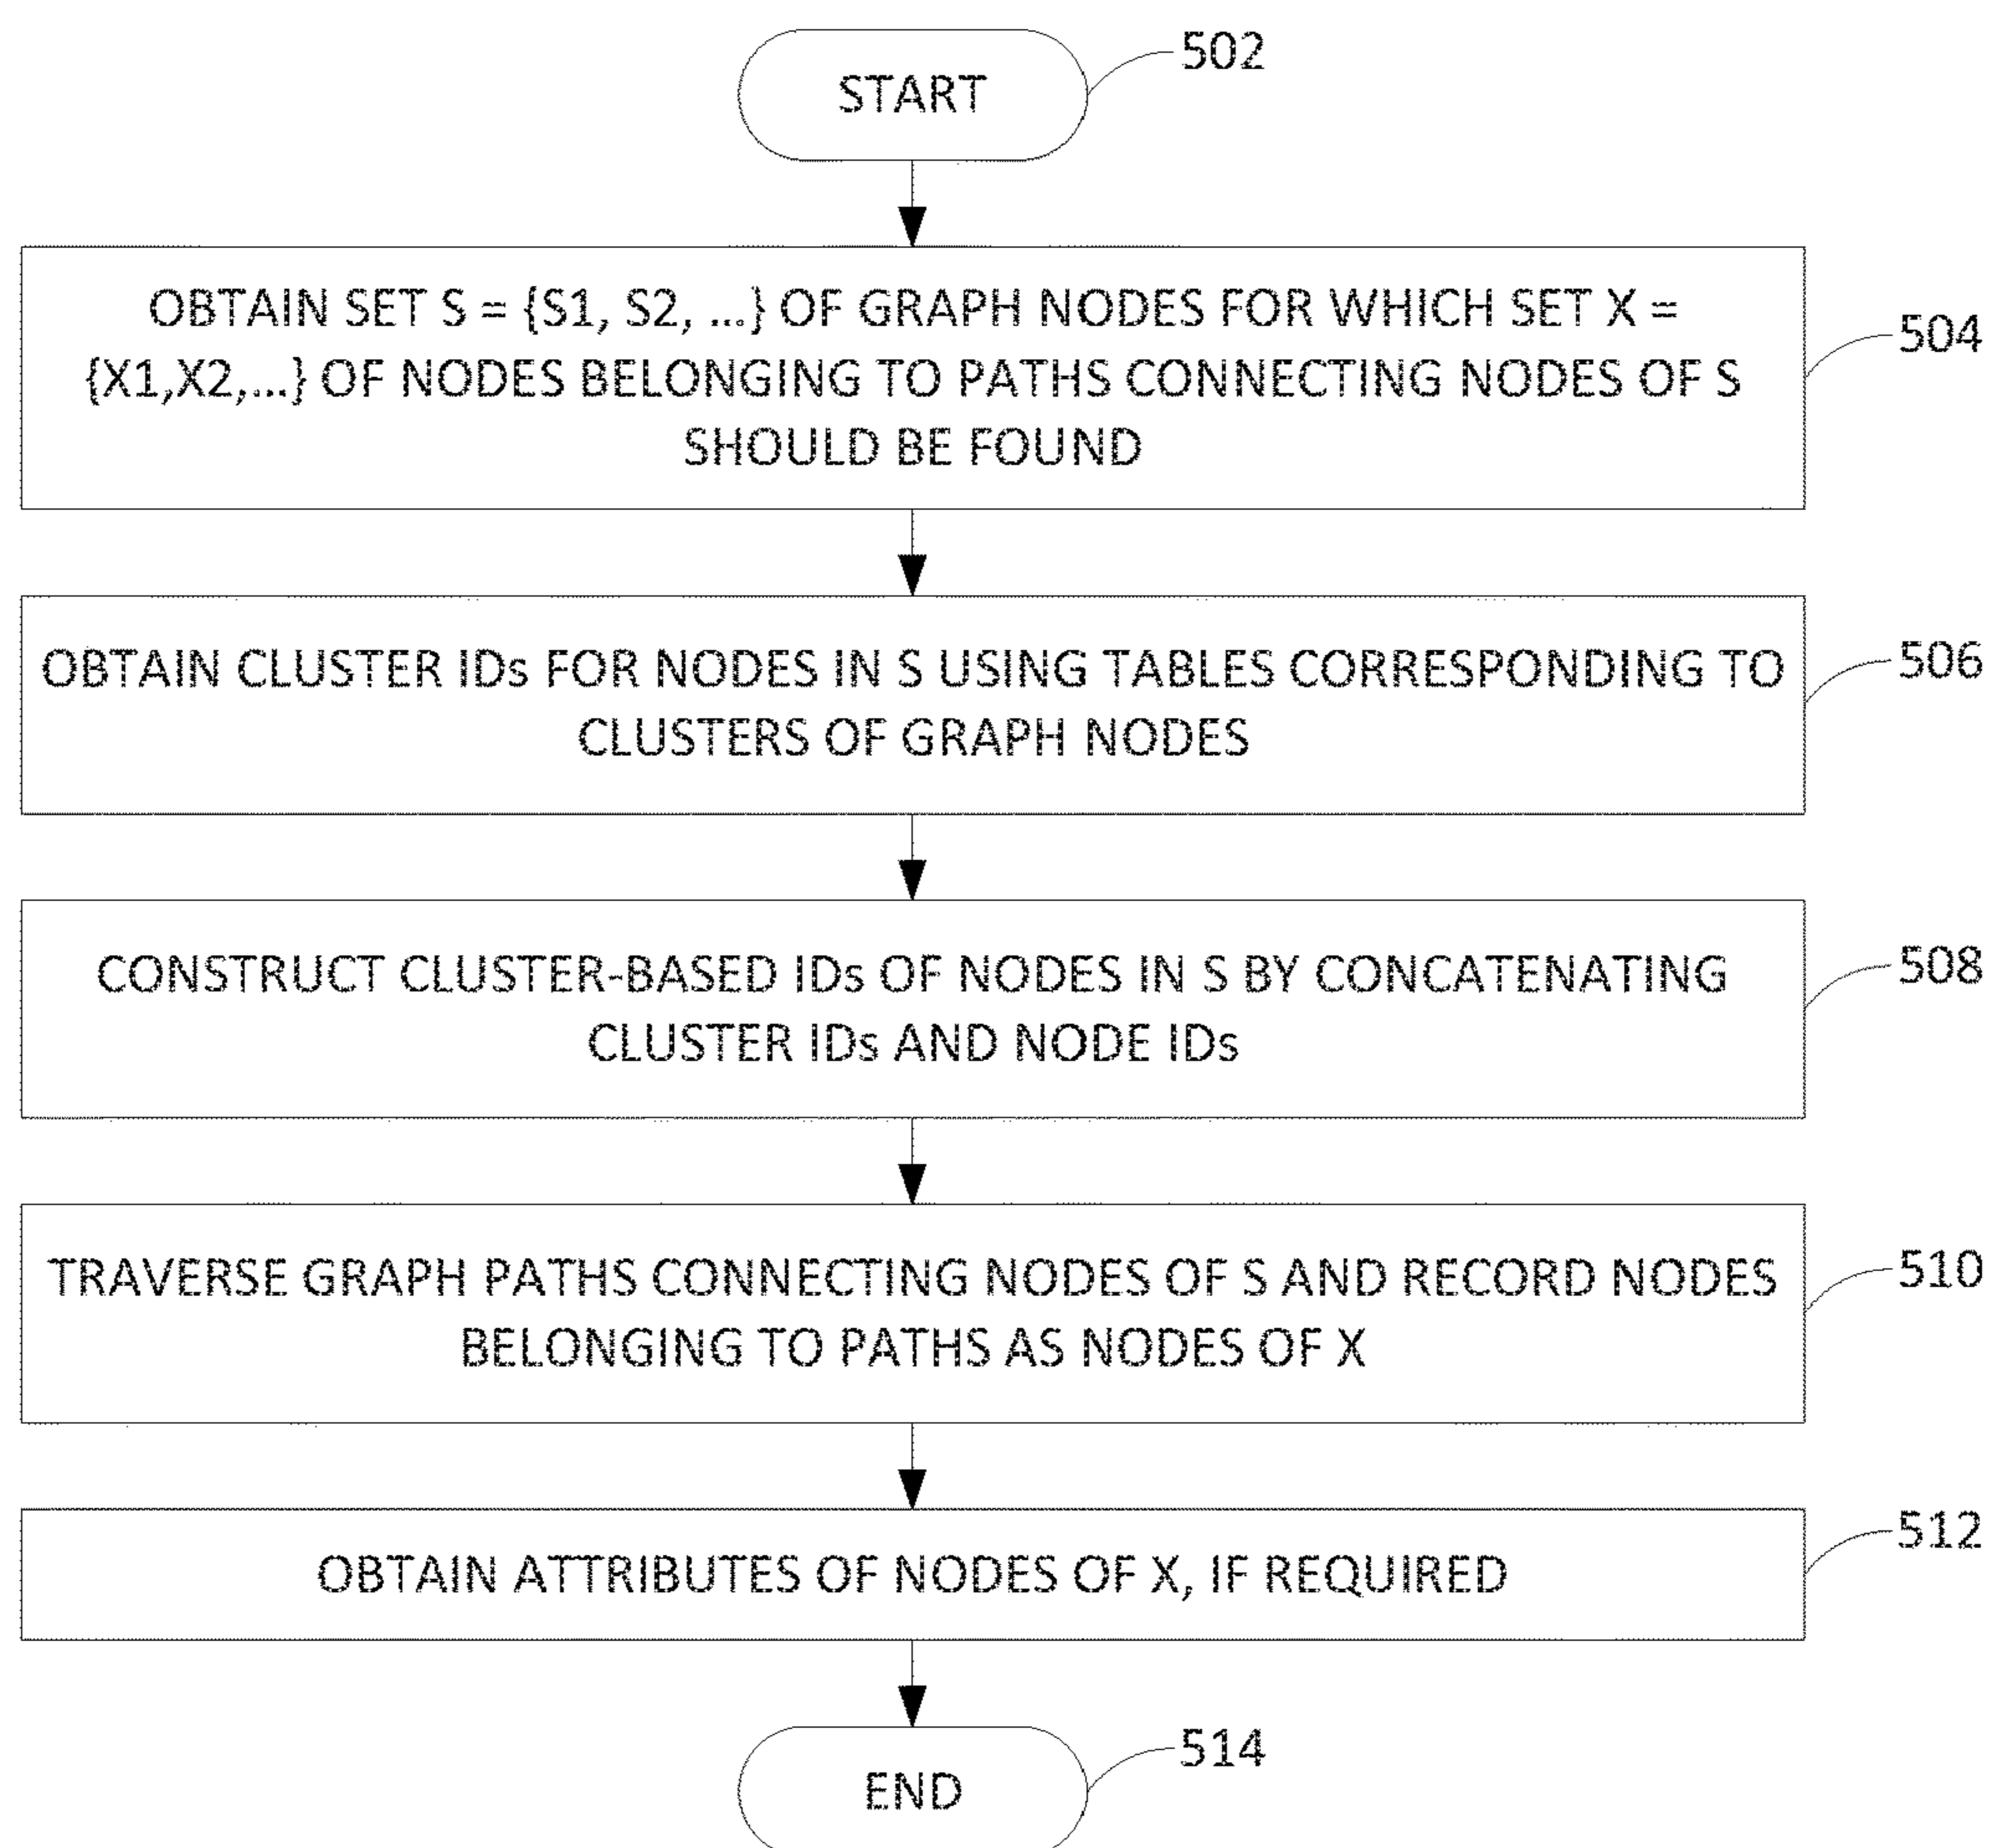 START
502
OBTAIN SET S = {S1, S2, ...} OF GRAPH NODES FOR WHICH SET X =
{X1,X2,...} OF NODES BELONGING TO PATHS CONNECTING NODES OF S
SHOULD BE FOUND
504
OBTAIN CLUSTER IDs FOR NODES IN S USING TABLES CORRESPONDING TO
CLUSTERS OF GRAPH NODES
506
CONSTRUCT CLUSTER-BASED IDs OF NODES IN S BY CONCATENATING
CLUSTER IDs AND NODE IDs
508
TRAVERSE GRAPH PATHS CONNECTING NODES OF S AND RECORD NODES
BELONGING TO PATHS AS NODES OF X
510
OBTAIN ATTRIBUTES OF NODES OF X, IF REQUIRED
512
END
514